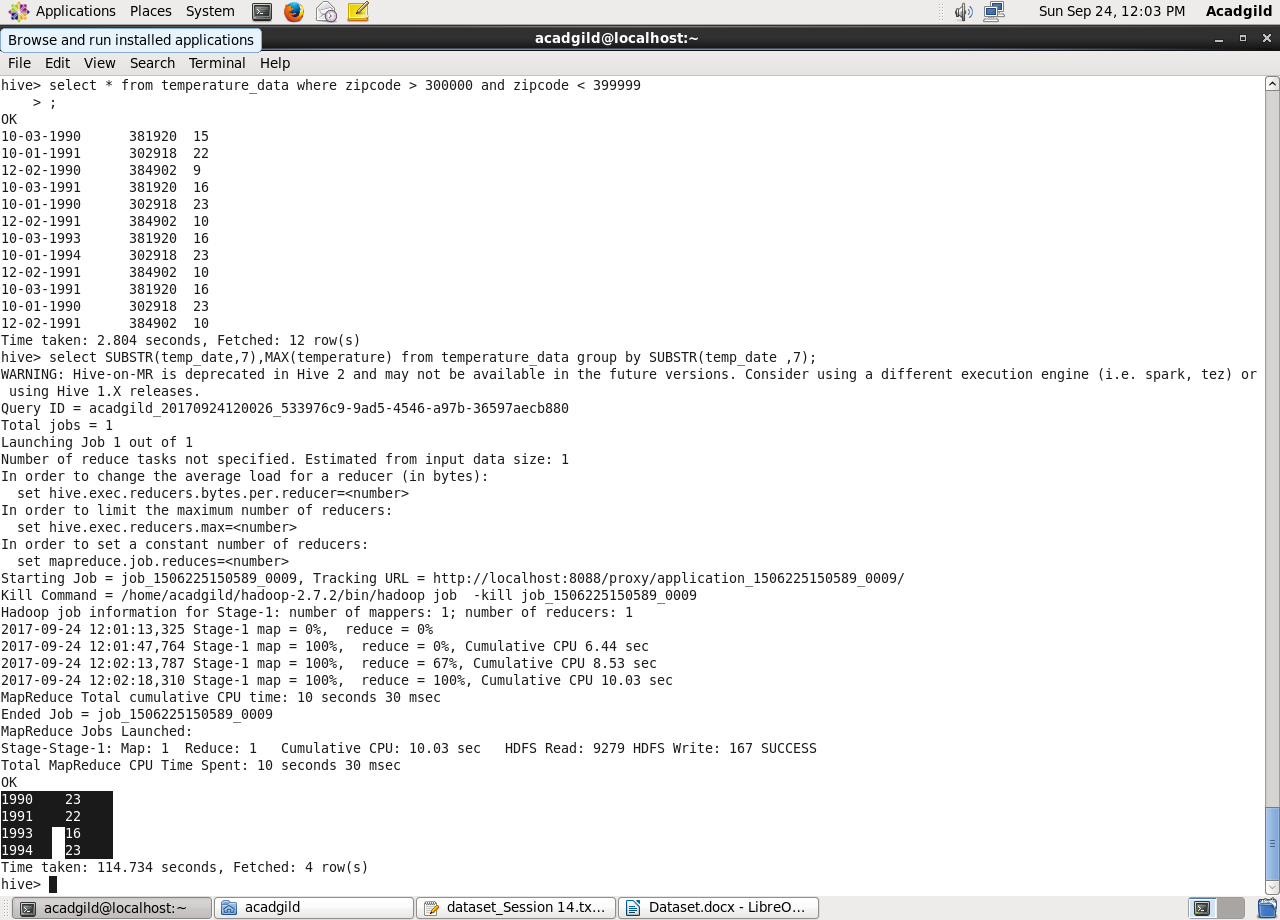 Applications Places System Sun Sep 24, 12:03 PM Acadgild
Browse and run installed applications acadgild@localhost:~
File Edit View Search Terminal Help
hive> select * from temperature_data where zipcode > 300000 and zipcode < 399999
    > ;
OK
10-03-1990      381920  15
10-01-1991      302918  22
12-02-1990      384902  9
10-03-1991      381920  16
10-01-1990      302918  23
12-02-1991      384902  10
10-03-1993      381920  16
10-01-1994      302918  23
12-02-1991      384902  10
10-03-1991      381920  16
10-01-1990      302918  23
12-02-1991      384902  10
Time taken: 2.804 seconds, Fetched: 12 row(s)
hive> select SUBSTR(temp_date,7),MAX(temperature) from temperature_data group by SUBSTR(temp_date ,7);
WARNING: Hive-on-MR is deprecated in Hive 2 and may not be available in the future versions. Consider using a different execution engine (i.e. spark, tez) or
 using Hive 1.X releases.
Query ID = acadgild_20170924120026_533976c9-9ad5-4546-a97b-36597aecb880
Total jobs = 1
Launching Job 1 out of 1
Number of reduce tasks not specified. Estimated from input data size: 1
In order to change the average load for a reducer (in bytes):
  set hive.exec.reducers.bytes.per.reducer=<number>
In order to limit the maximum number of reducers:
  set hive.exec.reducers.max=<number>
In order to set a constant number of reducers:
  set mapreduce.job.reduces=<number>
Starting Job = job_1506225150589_0009, Tracking URL = http://localhost:8088/proxy/application_1506225150589_0009/
Kill Command = /home/acadgild/hadoop-2.7.2/bin/hadoop job  -kill job_1506225150589_0009
Hadoop job information for Stage-1: number of mappers: 1; number of reducers: 1
2017-09-24 12:01:13,325 Stage-1 map = 0%,  reduce = 0%
2017-09-24 12:01:47,764 Stage-1 map = 100%,  reduce = 0%, Cumulative CPU 6.44 sec
2017-09-24 12:02:13,787 Stage-1 map = 100%,  reduce = 67%, Cumulative CPU 8.53 sec
2017-09-24 12:02:18,310 Stage-1 map = 100%,  reduce = 100%, Cumulative CPU 10.03 sec
MapReduce Total cumulative CPU time: 10 seconds 30 msec
Ended Job = job_1506225150589_0009
MapReduce Jobs Launched:
Stage-Stage-1: Map: 1  Reduce: 1   Cumulative CPU: 10.03 sec   HDFS Read: 9279 HDFS Write: 167 SUCCESS
Total MapReduce CPU Time Spent: 10 seconds 30 msec
OK
1990    23
1991    22
1993    16
1994    23
Time taken: 114.734 seconds, Fetched: 4 row(s)
hive>
acadgild@localhost:~ acadgild dataset_Session 14.tx... Dataset.docx - LibreO...